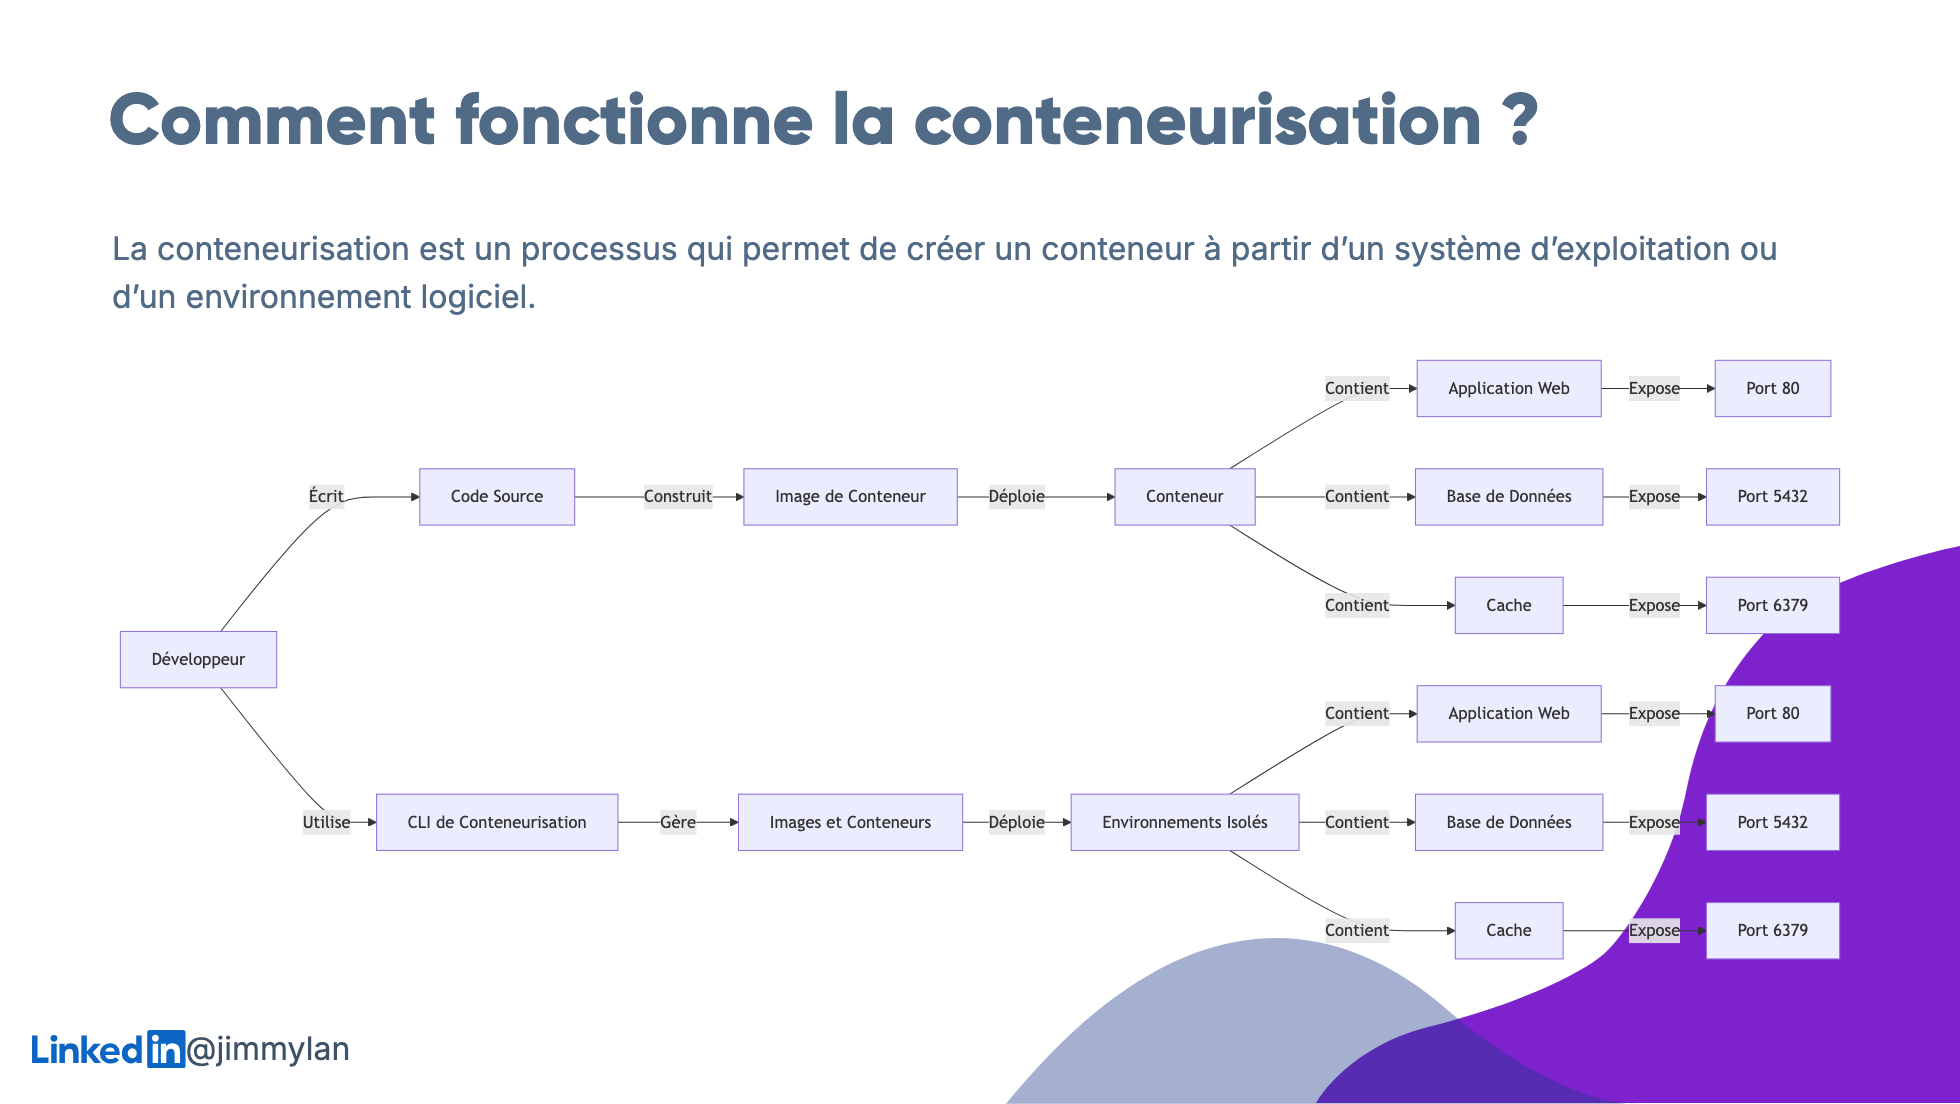 Comment fonctionne la conteneurisation ?
La conteneurisation est un processus qui permet de créer un conteneur à partir d’un système d’exploitation ou
d’un environnement logiciel.
Contient Application Web Expose Port 80
Écrit Code Source Construit Image de Conteneur Déploie Conteneur Contient Base de Données Expose Port 5432
Contient Cache Expose Port 6379
Développeur
Contient Application Web Expose Port 80
Utilise CLI de Conteneurisation Gère Images et Conteneurs Déploie Environnements Isolés Contient Base de Données Expose Port 5432
Contient Cache Expose Port 6379
Linkedin@jimmylan